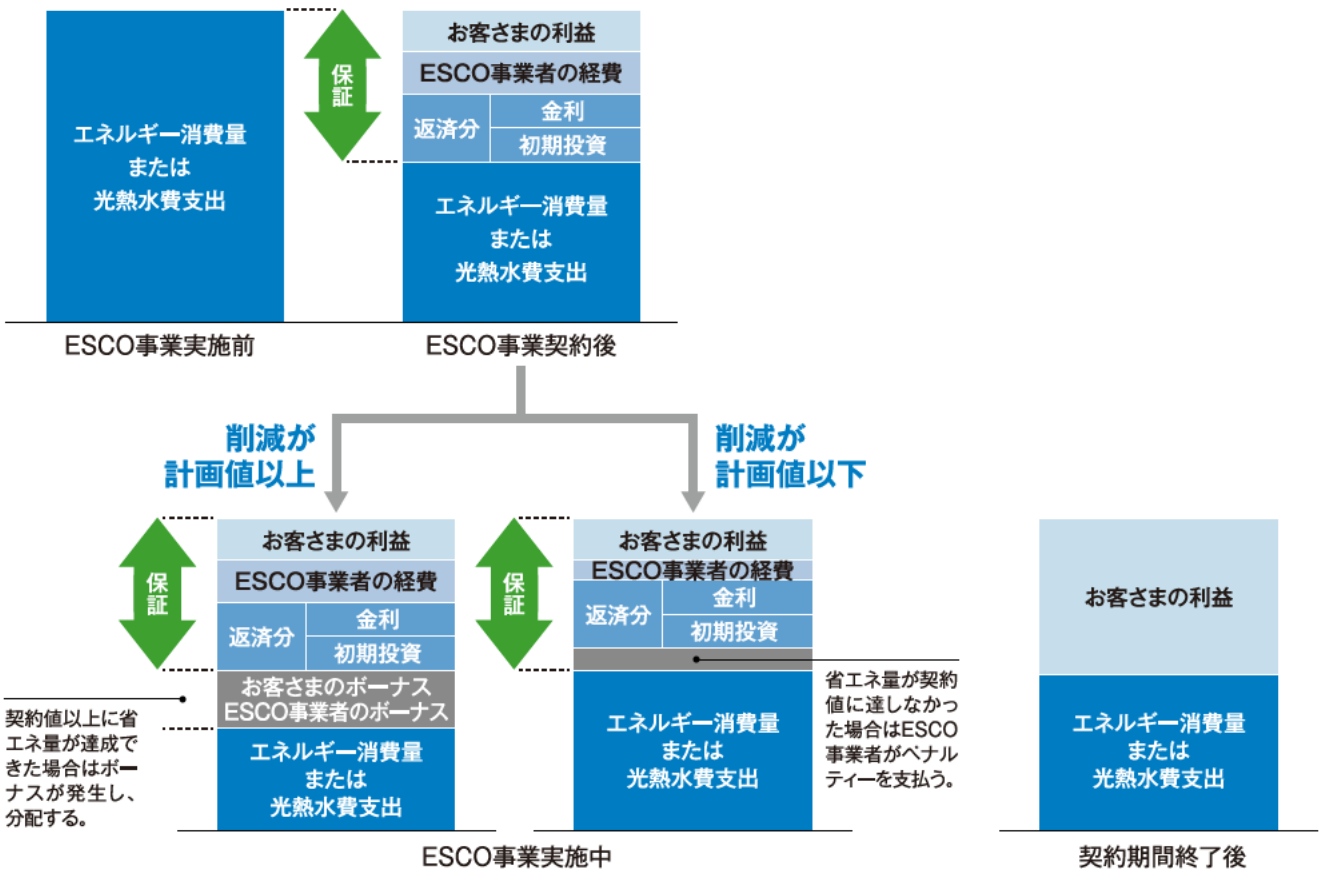 エネルギー消費量
または
光熱水費支出
ESCO事業実施前
保証
お客さまの利益
ESCO事業者の経費
返済分
金利
初期投資
エネルギー消費量
または
光熱水費支出
ESCO事業契約後
削減が
計画値以上
削減が
計画値以下
保証
お客さまの利益
ESCO事業者の経費
返済分
金利
初期投資
お客さまのボーナス
ESCO事業者のボーナス
エネルギー消費量
または
光熱水費支出
契約値以上に省
エネ量が達成で
きた場合はボー
ナスが発生し、
分配する。
保証
お客さまの利益
ESCO事業者の経費
返済分
金利
初期投資
エネルギー消費量
または
光熱水費支出
省エネ量が契約
値に達しなかっ
た場合はESCO
事業者がペナル
ティーを支払う。
ESCO事業実施中
お客さまの利益
エネルギー消費量
または
光熱水費支出
契約期間終了後